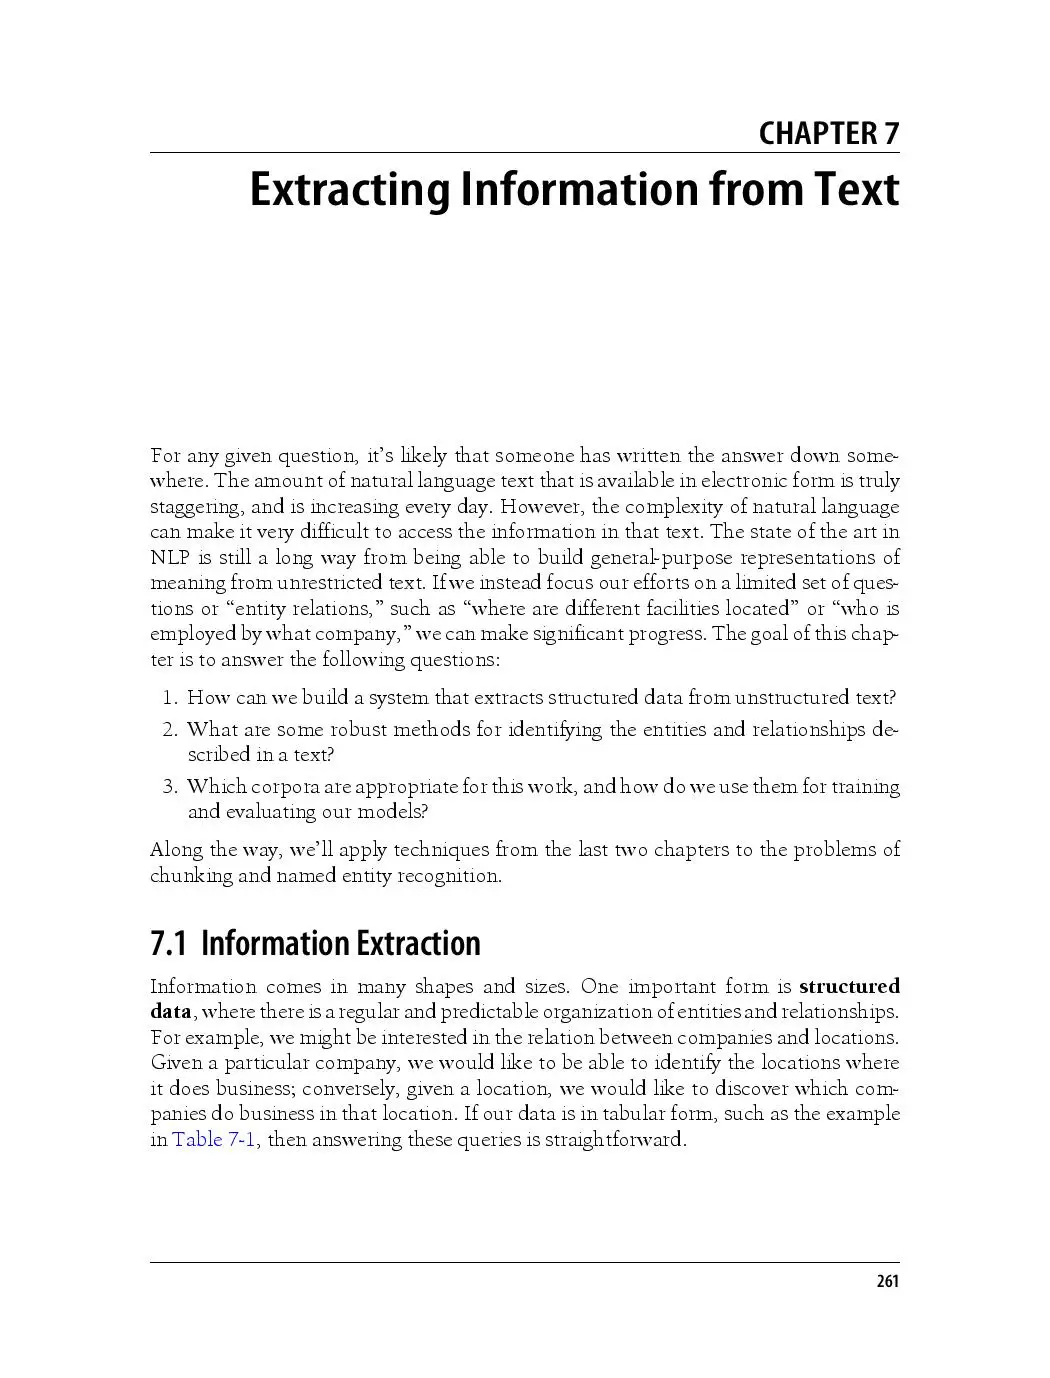 CHAPTER 7
Extracting Information from Text
For any given question, it’s likely that someone has written the answer down some-
where. The amount of natural language text that is available in electronic form is truly
staggering, and is increasing every day. However, the complexity of natural language
can make it very difficult to access the information in that text. The state of the art in
NLP is still a long way from being able to build general-purpose representations of
meaning from unrestricted text. If we instead focus our efforts on a limited set of ques-
tions or “entity relations,” such as “where are different facilities located” or “who is
employed by what company,” we can make significant progress. The goal of this chap-
ter is to answer the following questions:
1. How can we build a system that extracts structured data from unstructured text?
2. What are some robust methods for identifying the entities and relationships de-
scribed in a text?
3. Which corpora are appropriate for this work, and how do we use them for training
and evaluating our models?
Along the way, we’ll apply techniques from the last two chapters to the problems of
chunking and named entity recognition.
7.1 Information Extraction
Information comes in many shapes and sizes. One important form is structured
data, where there is a regular and predictable organization of entities and relationships.
For example, we might be interested in the relation between companies and locations.
Given a particular company, we would like to be able to identify the locations where
it does business; conversely, given a location, we would like to discover which com-
panies do business in that location. If our data is in tabular form, such as the example
in Table 7-1, then answering these queries is straightforward.
261